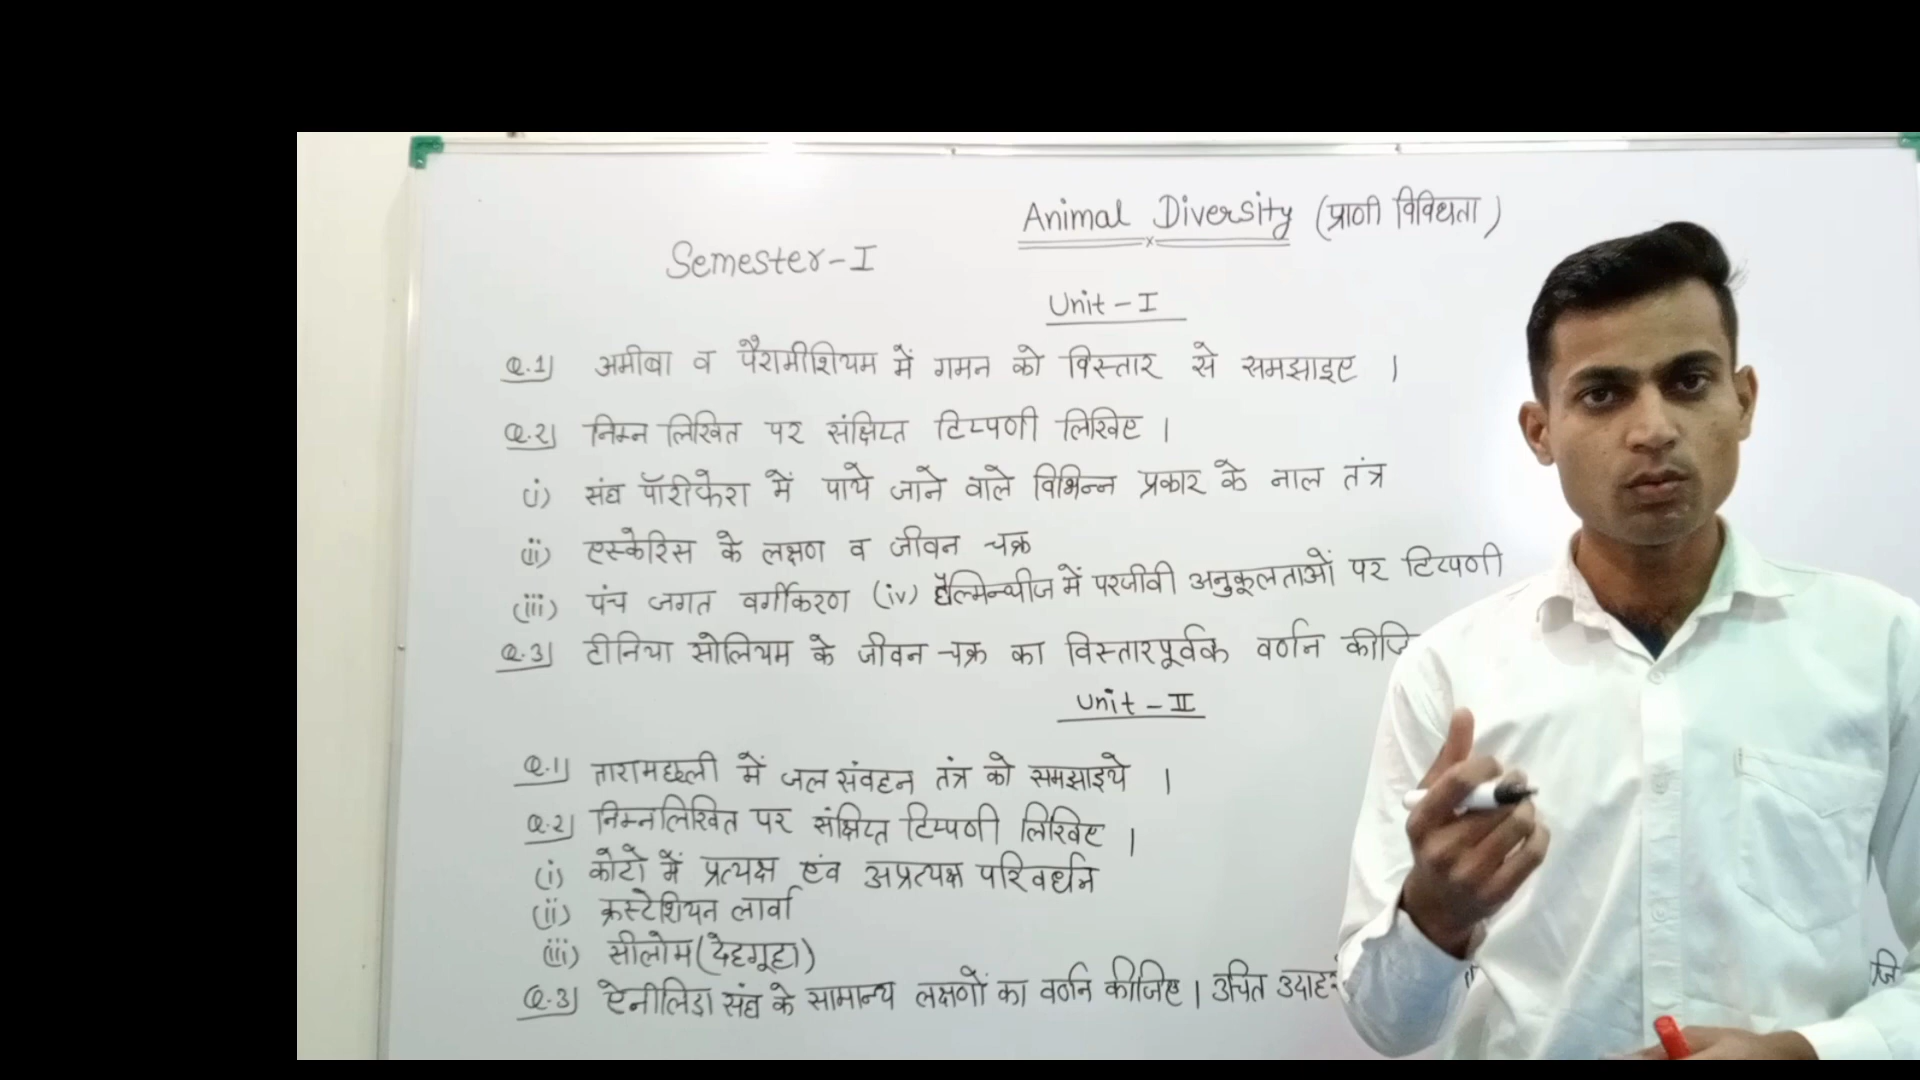 Animal Diversity (प्राणी विविधता)
Semester-I
Unit-I
Q.1] अमीबा व पैरामीशियम में गमन को विस्तार से समझाइए ।
Q.2] निम्न लिखित पर संक्षिप्त टिप्पणी लिखिए ।
(i) संघ पॉरीफेरा में पाये जाने वाले विभिन्न प्रकार के नाल तंत्र
(ii) एस्केरिस के लक्षण व जीवन चक्र
(iii) पंच जगत वर्गीकरण (iv) हैल्मिन्थीज में परजीवी अनुकूलताओं पर टिप्पणी
Q.3] टीनिया सोलियम के जीवन चक्र का विस्तारपूर्वक वर्णन
Unit-II
Q.1] तारामछली में जल संवहन तंत्र को समझाइये ।
Q.2] निम्नलिखित पर संक्षिप्त टिप्पणी लिखिए ।
(i) कीटो में प्रत्यक्ष एंव अप्रत्यक्ष परिवर्धन
(ii) क्रस्टेशियन लार्वा
(iii) सीलोम (देहगूहा)
Q.3] ऐनीलिडा संघ के सामान्य लक्षणों का वर्णन कीजिए । उचित